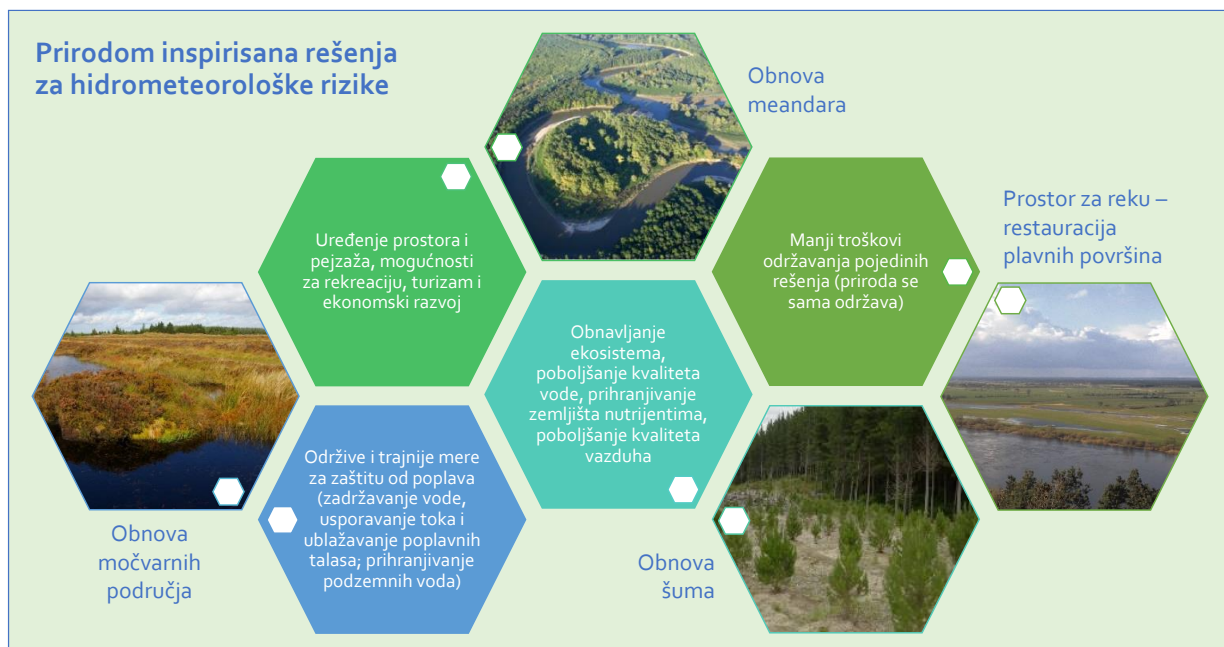 Prirodom inspirisana rešenja
za hidrometeorološke rizike
Obnova
meandara
Uređenje prostora i
pejzaža, mogućnosti
za rekreaciju, turizam i
ekonomski razvoj
Manji troškovi
održavanja pojedinih
rešenja (priroda se
sama održava)
Prostor za reku –
restauracija
plavnih površina
Obnavljanje
ekosistema,
poboljšanje kvaliteta
vode, prihranjivanje
zemljišta nutrijentima,
poboljšanje kvaliteta
vazduha
Održive i trajnije mere
za zaštitu od poplava
(zadržavanje vode,
usporavanje toka i
ublažavanje poplavnih
talasa; prihranjivanje
podzemnih voda)
Obnova
močvarnih
područja
Obnova
šuma